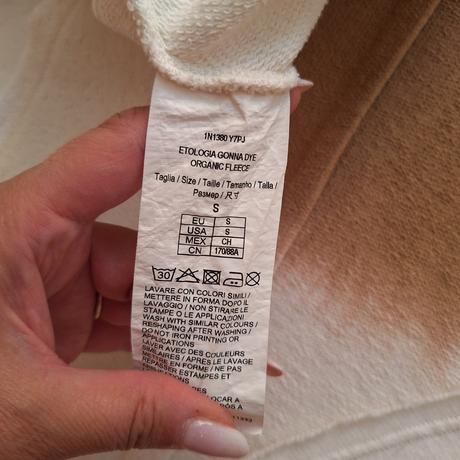 1N1380 Y7PJ
ETOLOGIA GONNA DYE
ORGANIC FLEECE
Taglia / Size / Taille / Tamanho / Talla /
Размер / 尺寸
S
EU S
USA S
MEX CH
CN 170/88A
30
LAVARE CON COLORI SIMILI /
METTERE IN FORMA DOPO IL
LAVAGGIO / NON STIRARE LE
STAMPE O LE APPLICAZIONI
WASH WITH SIMILAR COLOURS /
RESHAPING AFTER WASHING /
DO NOT IRON PRINTING OR
APPLICATIONS
LAVER AVEC DES COULEURS
SIMILAIRES / APRES LE LAVAGE
METTRE EN FORME / NE PAS
REPASSER ESTAMPES ET
OCAR A
S A